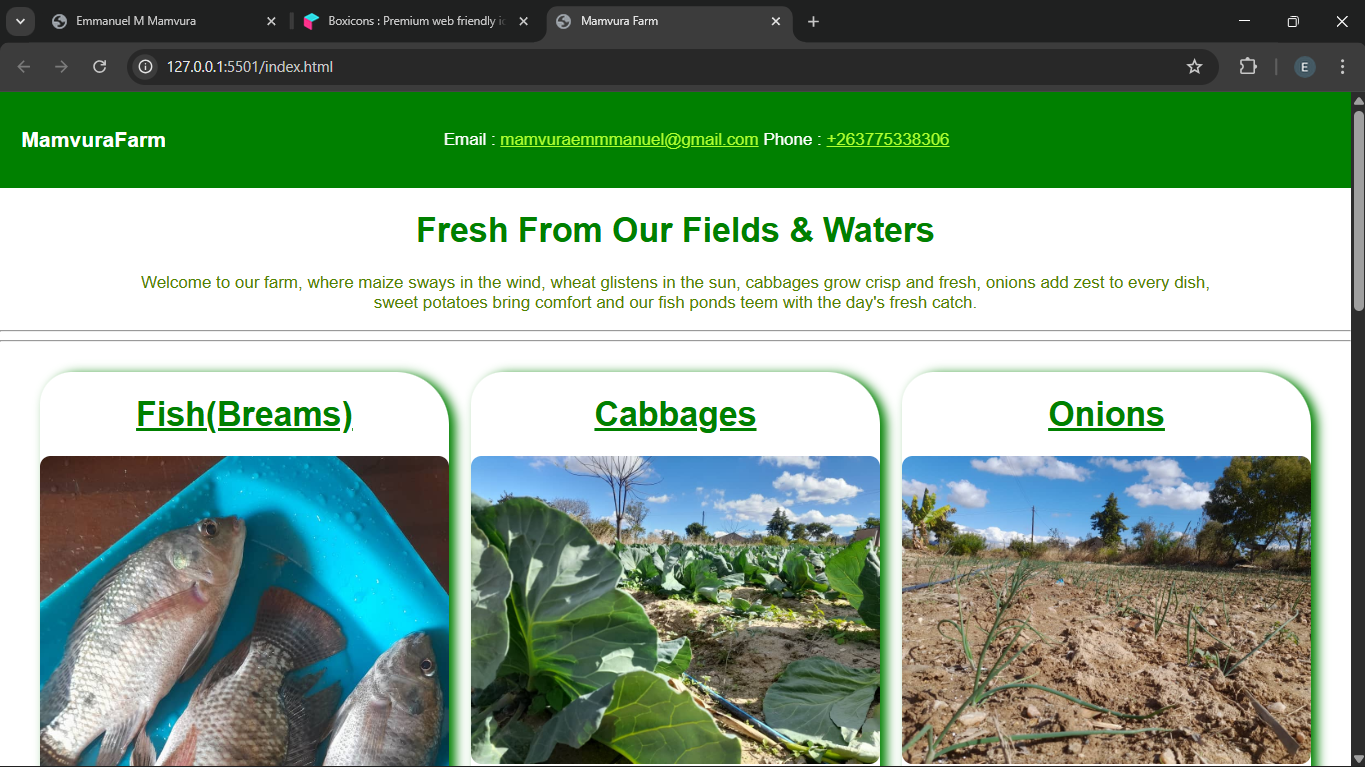 Emmanuel M Mamvura
Boxicons : Premium web friendly ic
Mamvura Farm
127.0.0.1:5501/index.html
E
MamvuraFarm
Email : mamvuraemmmanuel@gmail.com Phone : +263775338306
Fresh From Our Fields & Waters
Welcome to our farm, where maize sways in the wind, wheat glistens in the sun, cabbages grow crisp and fresh, onions add zest to every dish,
sweet potatoes bring comfort and our fish ponds teem with the day's fresh catch.
Fish(Breams)
Cabbages
Onions